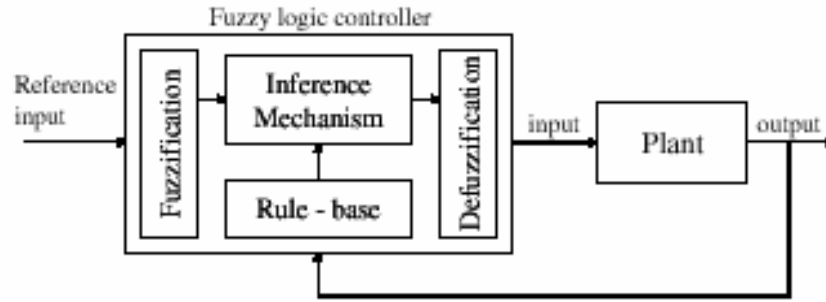 Fuzzy logic controller
Reference
input
Fuzzification
Inference
Mechanism
Rule - base
Defuzzification
input
Plant
output